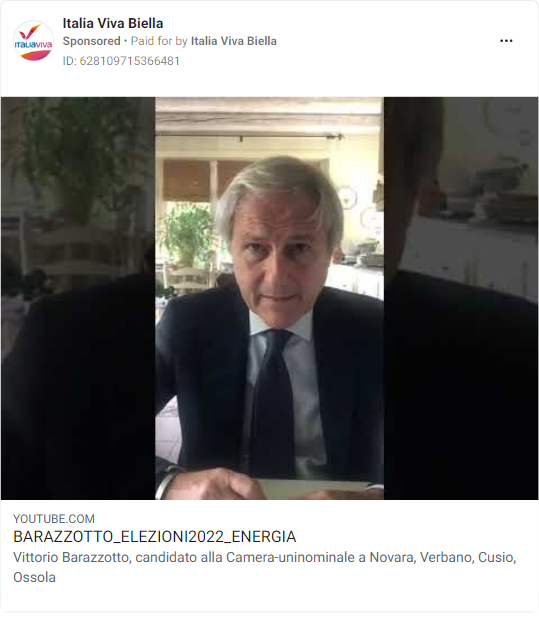 Italia Viva Biella
Sponsored • Paid for by Italia Viva Biella
ID: 628109715366481
ITALIAVIVA
YOUTUBE.COM
BARAZZOTTO_ELEZIONI2022_ENERGIA
Vittorio Barazzotto, candidato alla Camera-uninominale a Novara, Verbano, Cusio,
Ossola